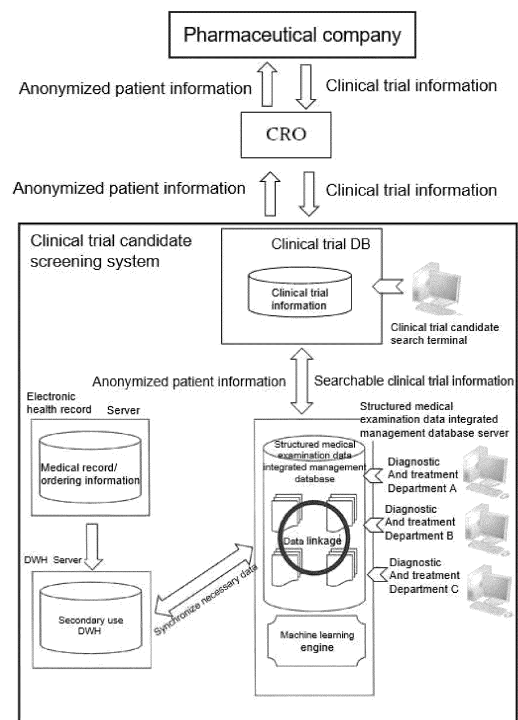 Pharmaceutical company
Anonymized patient information
Clinical trial information
CRO
Anonymized patient information
Clinical trial information
Clinical trial candidate
screening system
Clinical trial DB
Clinical trial
information
Clinical trial candidate
search terminal
Anonymized patient information
Searchable clinical trial information
Electronic
health record Server
Medical record/
ordering information
DWH Server
Secondary use
DWH
Synchronize necessary data
Structured medical
examination data integrated
management database server
Structured medical
examination data
integrated management
database
Data linkage
Machine learning
engine
Diagnostic
And treatment
Department A
Diagnostic
And treatment
Department B
Diagnostic
And treatment
Department C